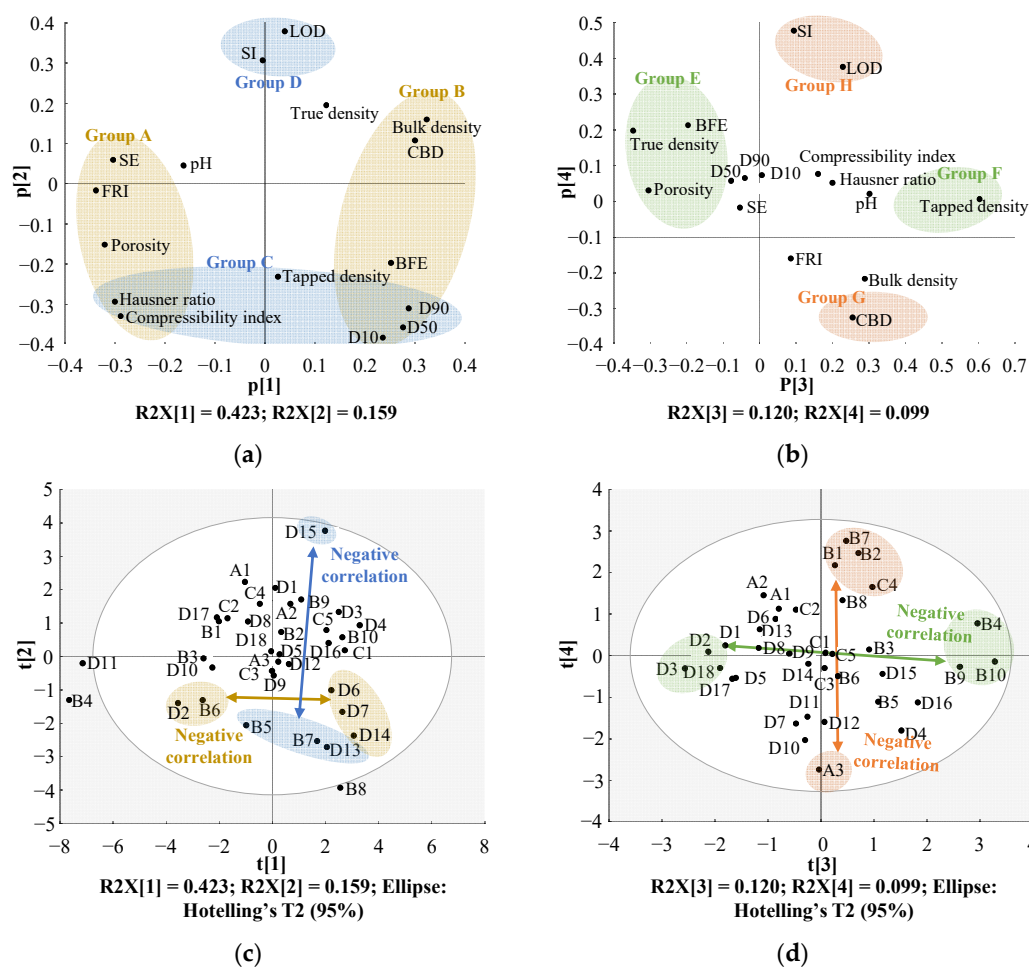 0.4
0.3
0.2
0.1
0
−0.1
−0.2
−0.3
−0.4
p[2]
LOD
SI
Group D
Group B
True density
Bulk density
CBD
Group A
SE
pH
FRI
Porosity
Group C
BFE
Tapped density
Hausner ratio
Compressibility index
D90
D50
D10
−0.4 −0.3 −0.2 −0.1 0 0.1 0.2 0.3 0.4
p[1]
R2X[1] = 0.423; R2X[2] = 0.159
(a)
0.5
0.4
0.3
0.2
0.1
0
−0.1
−0.2
−0.3
−0.4
p[4]
SI
LOD
Group H
Group E
BFE
True density
D90
D50
D10
Compressibility index
Hausner ratio
Group F
Porosity
SE
pH
Tapped density
FRI
Bulk density
Group G
CBD
−0.5 −0.4 −0.3 −0.2 −0.1 0 0.1 0.2 0.3 0.4 0.5 0.6 0.7
P[3]
R2X[3] = 0.120; R2X[4] = 0.099
(b)
5
4
3
2
1
0
−1
−2
−3
−4
−5
t[2]
D15
Negative
correlation
A1
D1
C4
A2
B9
D17
C2
B1
D8
D3
C5
D4
D18
B2
D16
B10
C1
B3
D5
D10
A3
D12
C3
D9
D11
B4
D2
B6
D6
D7
Negative
correlation
B5
B7
D13
D14
B8
−8 −6 −4 −2 0 2 4 6 8
t[1]
R2X[1] = 0.423; R2X[2] = 0.159; Ellipse:
Hotelling’s T2 (95%)
(c)
4
3
2
1
0
−1
−2
−3
−4
t[4]
B7
B1
B2
A2
A1
C4
C2
B8
D6
D13
Negative
correlation
B4
D1
D2
D8
D9
C1
C5
B3
D3
D18
D5
D17
D14
C3
B6
D15
B9
B10
D11
B5
D16
D7
D12
D10
D4
A3
Negative
correlation
−4 −3 −2 −1 0 1 2 3 4
t[3]
R2X[3] = 0.120; R2X[4] = 0.099; Ellipse:
Hotelling’s T2 (95%)
(d)